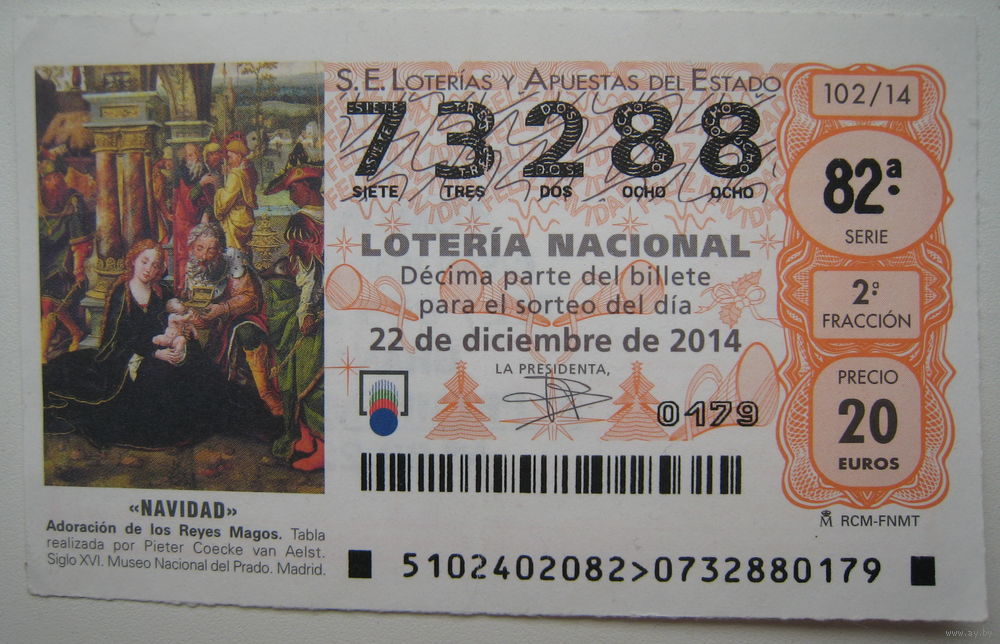 S.E. LOTERÍAS Y APUESTAS DEL ESTADO
73288
SIETE TRES DOS OCHO OCHO
LOTERÍA NACIONAL
Décima parte del billete
para el sorteo del día
22 de diciembre de 2014
LA PRESIDENTA,
0179
102/14
82ª
SERIE
2ª
FRACCIÓN
PRECIO
20
EUROS
M RCM-FNMT
«NAVIDAD»
Adoración de los Reyes Magos. Tabla
realizada por Pieter Coecke van Aelst.
Siglo XVI. Museo Nacional del Prado. Madrid.
5102402082>0732880179
www.ay.by